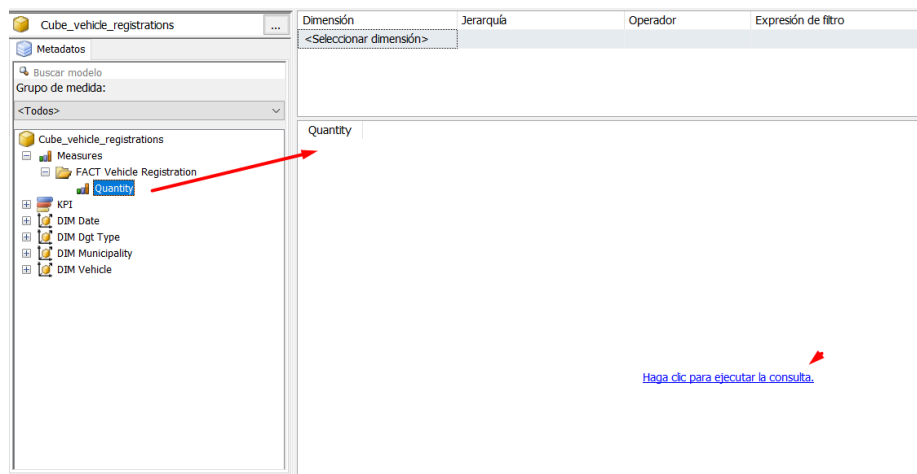 Cube_vehicle_registrations
...
Metadatos
Buscar modelo
Grupo de medida:
<Todos>
Cube_vehicle_registrations
Measures
FACT Vehicle Registration
Quantity
KPI
DIM Date
DIM Dgt Type
DIM Municipality
DIM Vehicle
Dimensión Jerarquía Operador Expresión de filtro
<Seleccionar dimensión>
Quantity
Haga clic para ejecutar la consulta.